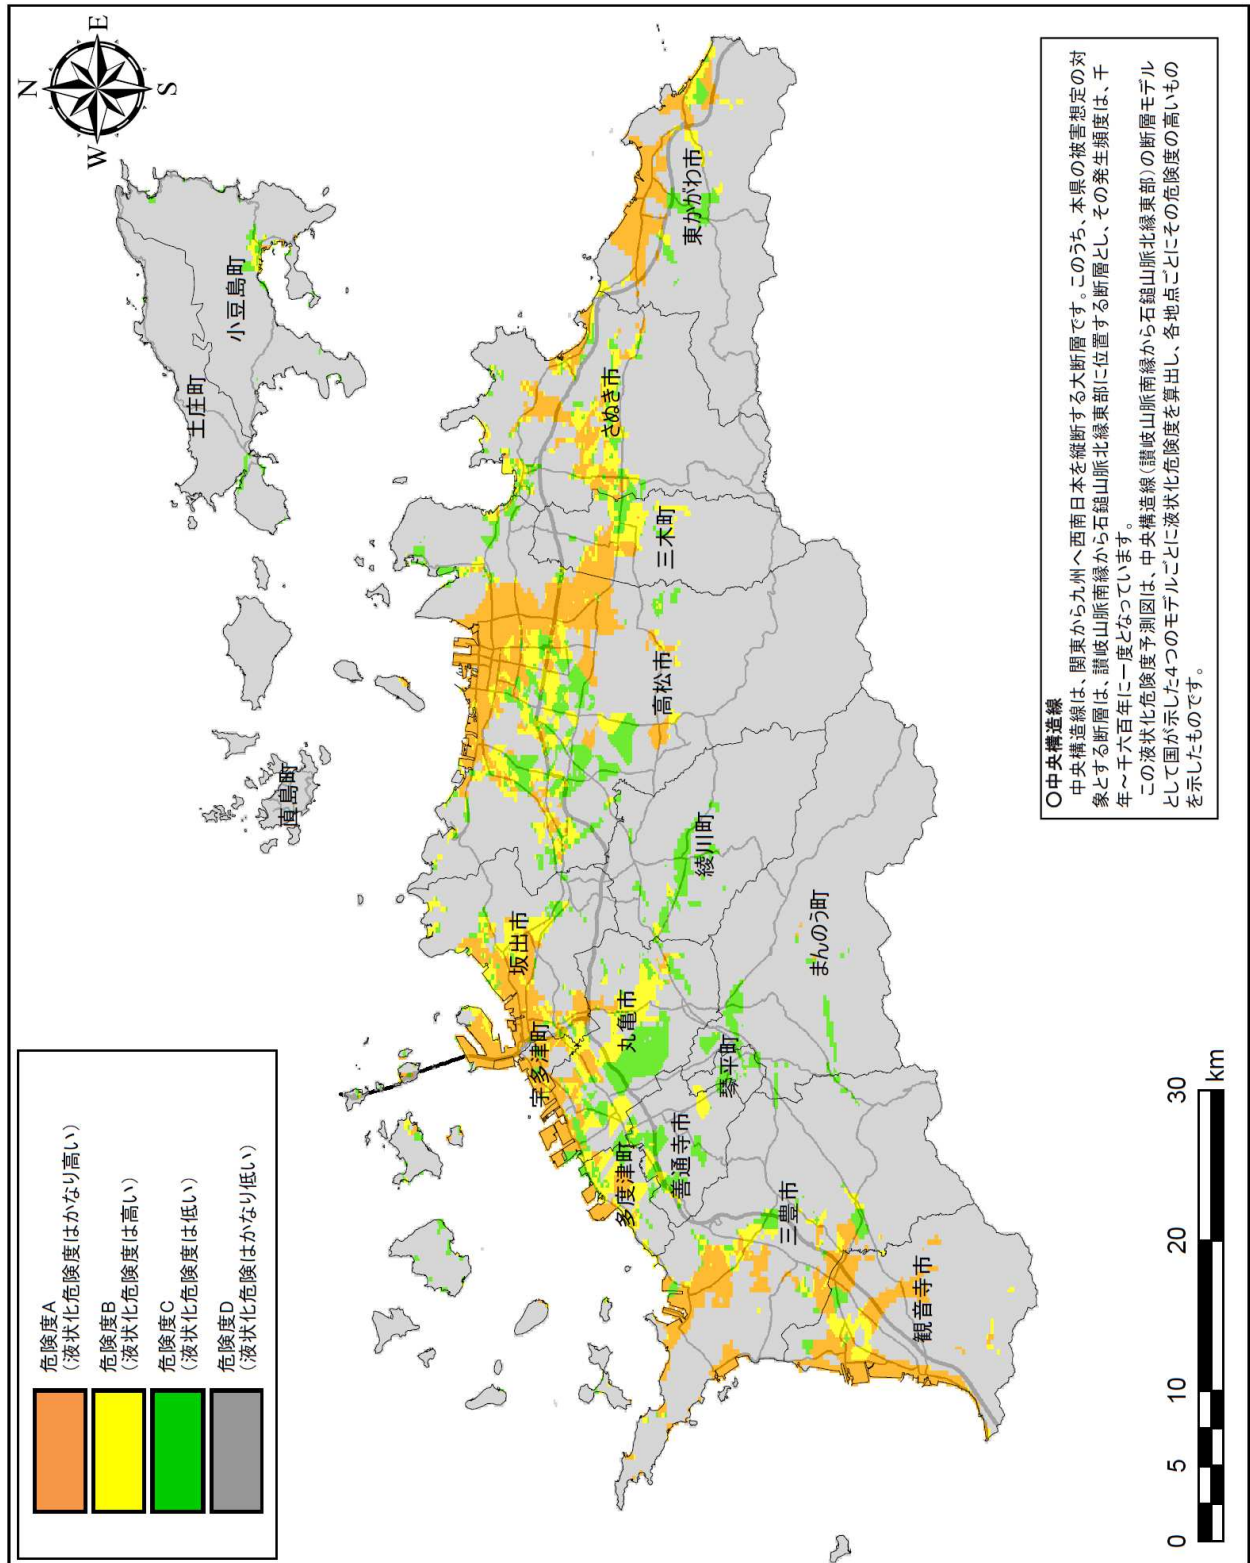 危険度A
(液状化危険度はかなり高い)
危険度B
(液状化危険度は高い)
危険度C
(液状化危険度は低い)
危険度D
(液状化危険はかなり低い)
N
W
E
S
土庄町
小豆島町
直島町
坂出市
宇多津町
丸亀市
多度津町
善通寺市
琴平町
綾川町
まんのう町
三豊市
観音寺市
高松市
三木町
さぬき市
東かがわ市
0
5
10
20
30
km
○中央構造線
中央構造線は、関東から九州へ西南日本を縦断する大断層です。このうち、本県の被害想定の対
象とする断層は、讃岐山脈南縁から石鎚山脈北縁東部に位置する断層とし、その発生頻度は、千
年~千六百年に一度となっています。
この液状化危険度予測図は、中央構造線(讃岐山脈南縁から石鎚山脈北縁東部)の断層モデル
として国が示した4つのモデルごとに液状化危険度を算出し、各地点ごとにその危険度の高いもの
を示したものです。